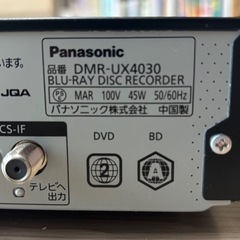 Panasonic
います。
品番 DMR-UX4030
BLU-RAY DISC RECORDER
JQA
PS E MAR 100V 45W 50/60Hz
パナソニック株式会社 中国製
CS-IF
DVD BD
2 A
テレビへ
出力